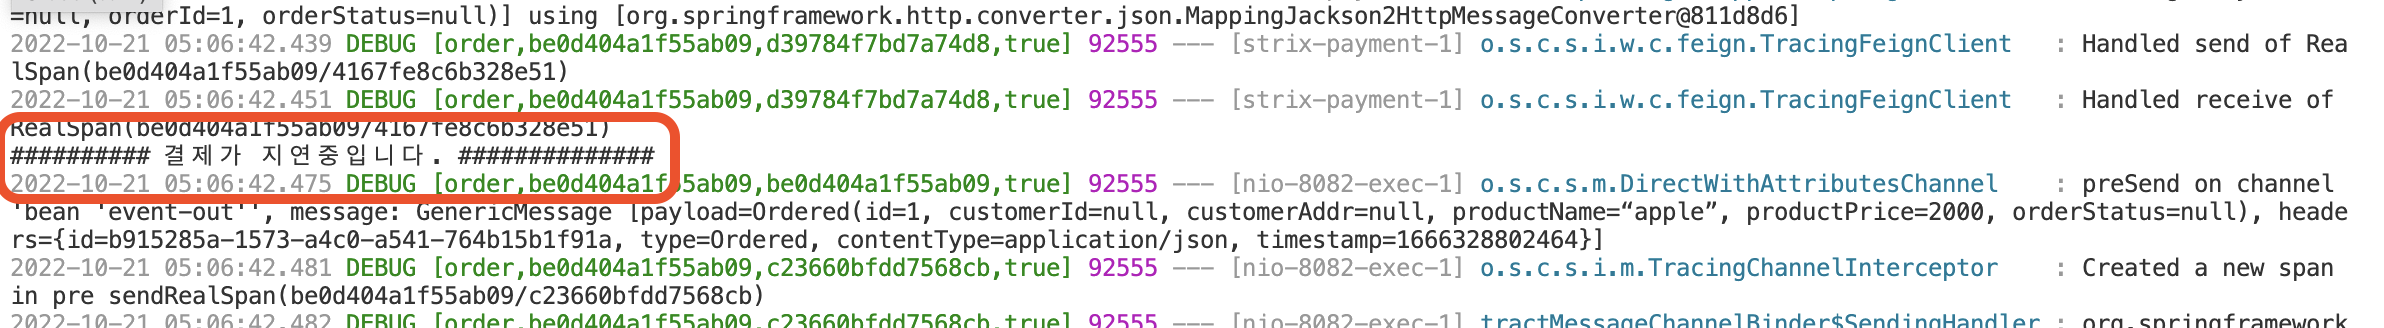 =null, orderId=1, orderStatus=null)] using [org.springframework.http.converter.json.MappingJackson2HttpMessageConverter@811d8d6]
2022-10-21 05:06:42.439 DEBUG [order,be0d404a1f55ab09,d39784f7bd7a74d8,true] 92555 --- [strix-payment-1] o.s.c.s.i.w.c.feign.TracingFeignClient   : Handled send of Rea
lSpan(be0d404a1f55ab09/4167fe8c6b328e51)
2022-10-21 05:06:42.451 DEBUG [order,be0d404a1f55ab09,d39784f7bd7a74d8,true] 92555 --- [strix-payment-1] o.s.c.s.i.w.c.feign.TracingFeignClient   : Handled receive of
RealSpan(be0d404a1f55ab09/4167fe8c6b328e51)
########## 결제가 지연중입니다. ##############
2022-10-21 05:06:42.475 DEBUG [order,be0d404a1f55ab09,be0d404a1f55ab09,true] 92555 --- [nio-8082-exec-1] o.s.c.s.m.DirectWithAttributesChannel    : preSend on channel
'bean 'event-out'', message: GenericMessage [payload=Ordered(id=1, customerId=null, customerAddr=null, productName=“apple”, productPrice=2000, orderStatus=null), heade
rs={id=b915285a-1573-a4c0-a541-764b15b1f91a, type=Ordered, contentType=application/json, timestamp=1666328802464}]
2022-10-21 05:06:42.481 DEBUG [order,be0d404a1f55ab09,c23660bfdd7568cb,true] 92555 --- [nio-8082-exec-1] o.s.c.s.i.m.TracingChannelInterceptor    : Created a new span
in pre sendRealSpan(be0d404a1f55ab09/c23660bfdd7568cb)
2022-10-21 05:06:42.482 DEBUG [order,be0d404a1f55ab09,c23660bfdd7568cb,true] 92555 --- [nio-8082-exec-1] tractMessageChannelBinder$SendingHandler : org.springframework